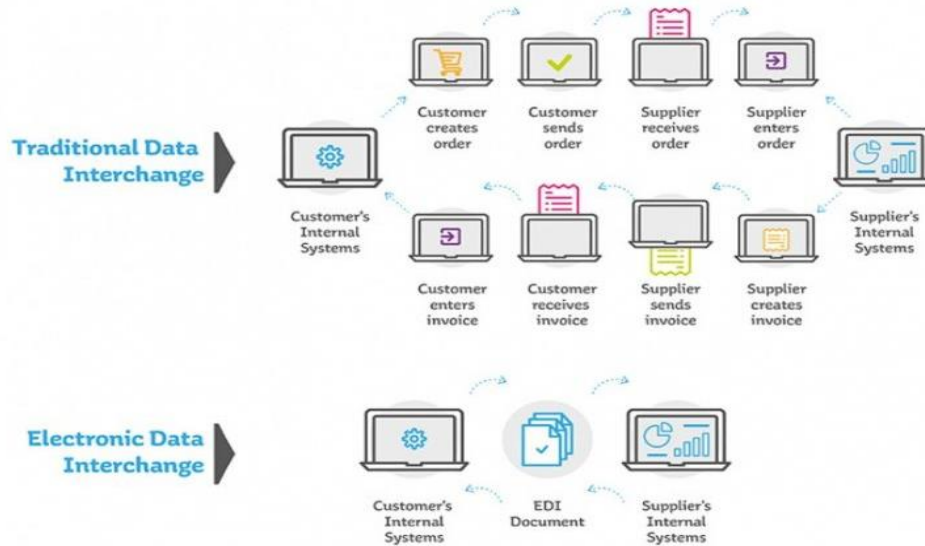 Customer
creates
order
Customer
sends
order
Supplier
receives
order
Supplier
enters
order
Traditional Data
Interchange
Customer's
Internal
Systems
Supplier's
Internal
Systems
Customer
enters
invoice
Customer
receives
invoice
Supplier
sends
invoice
Supplier
creates
invoice
Electronic Data
Interchange
Customer's
Internal
Systems
EDI
Document
Supplier's
Internal
Systems